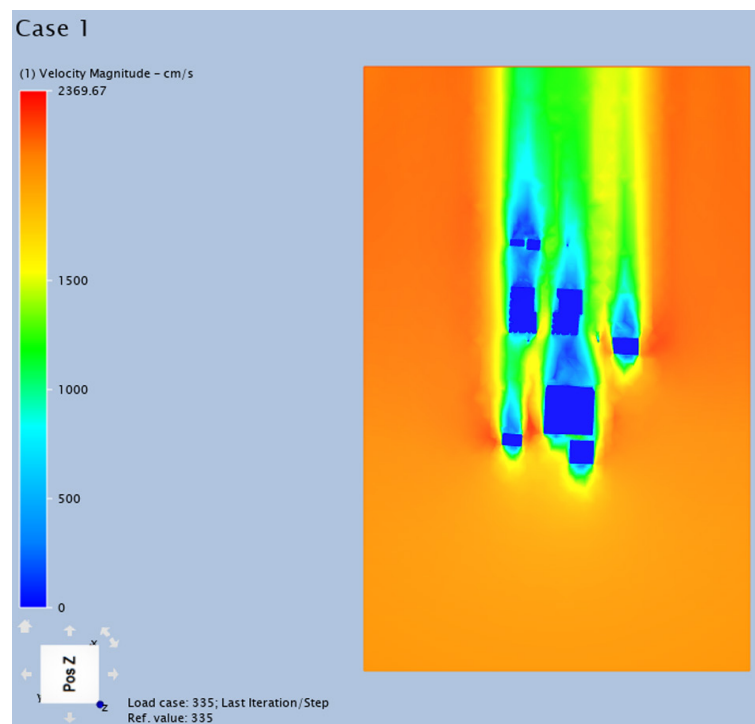 Case 1
(1) Velocity Magnitude - cm/s
2369.67
1500
1000
500
0
X
Pos Z
Y
Z
Load case: 335; Last Iteration/Step
Ref. value: 335